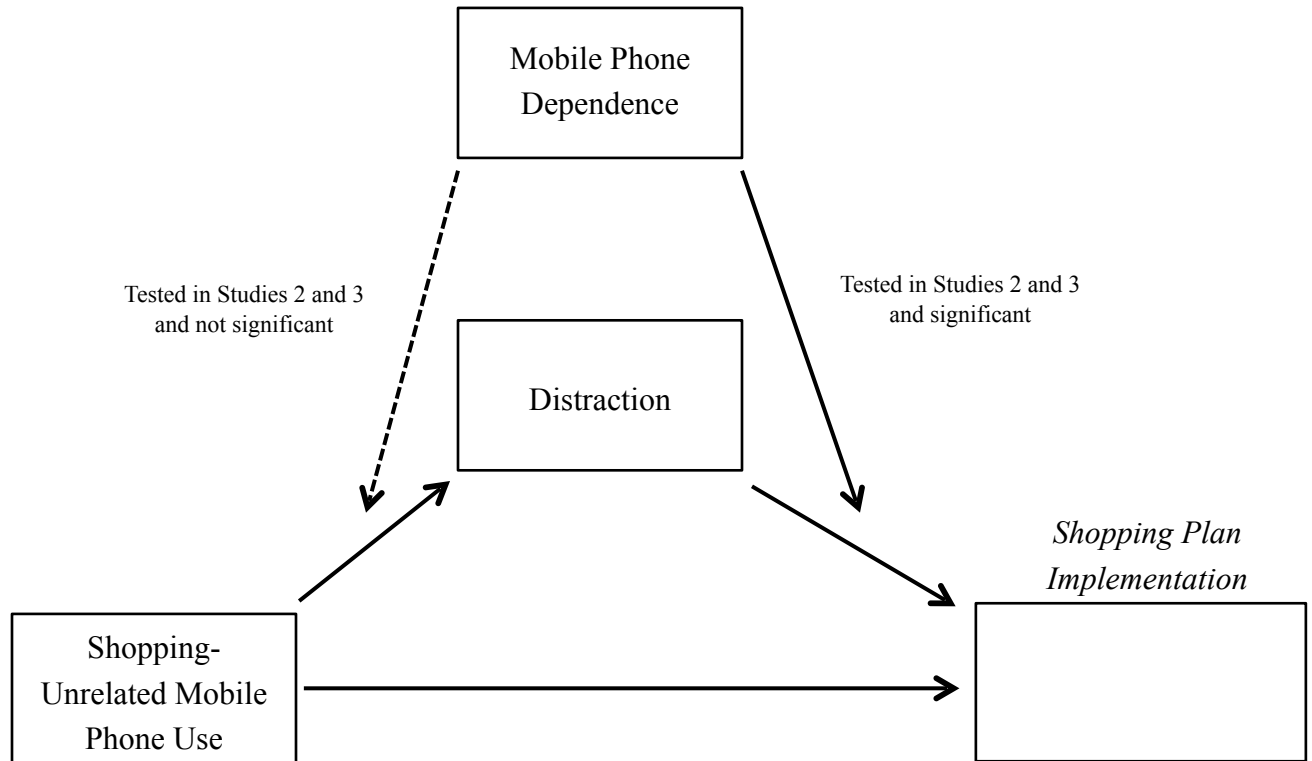 Mobile Phone
Dependence
Tested in Studies 2 and 3
and not significant
Tested in Studies 2 and 3
and significant
Distraction
Shopping Plan
Implementation
Shopping-
Unrelated Mobile
Phone Use